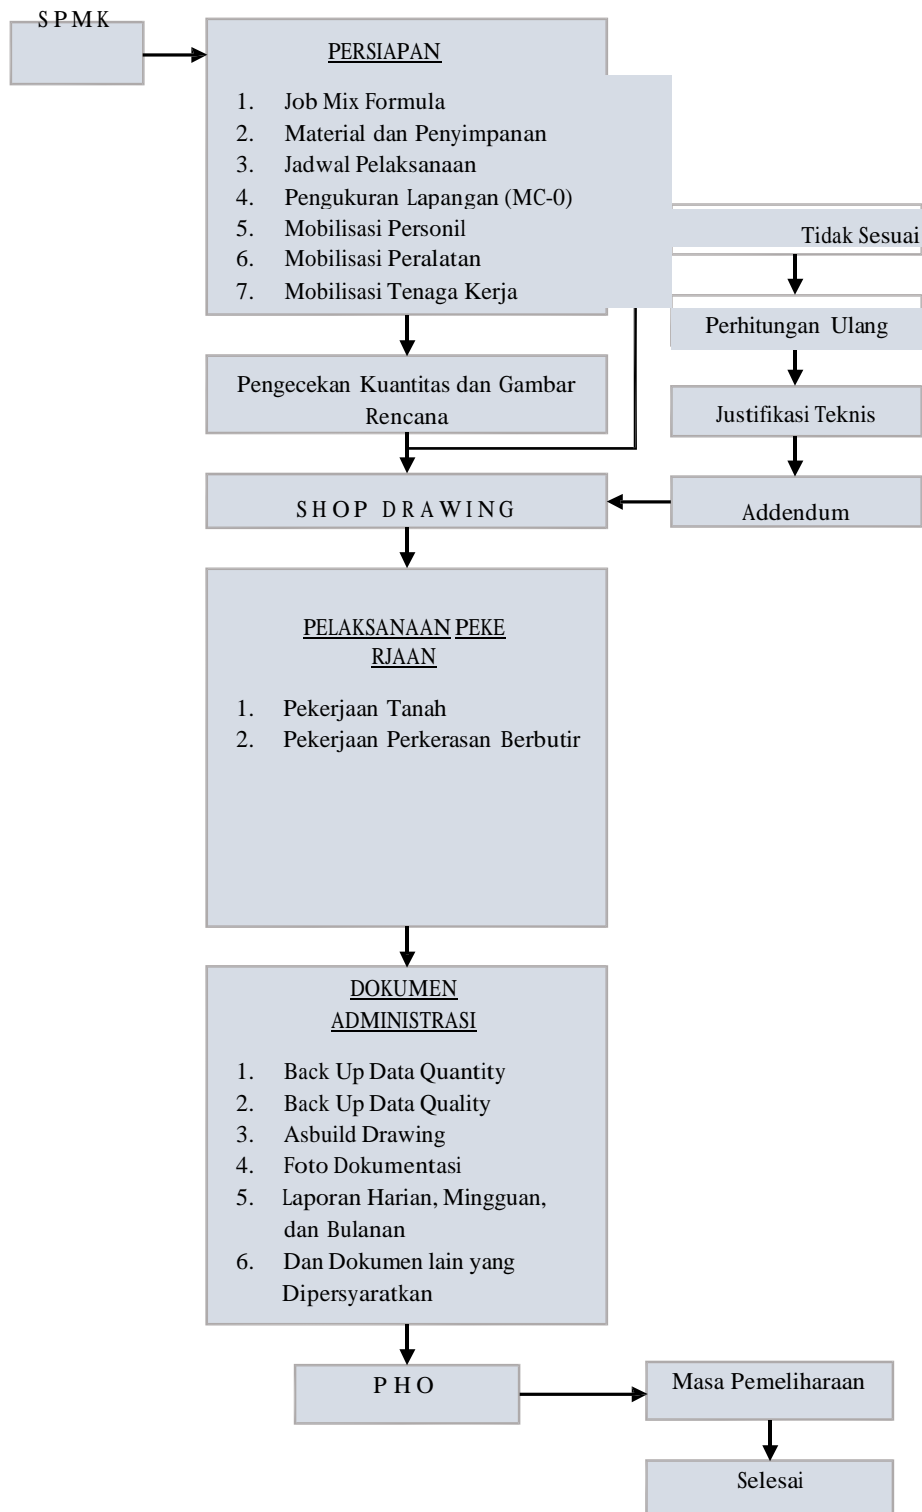 SPMK
PERSIAPAN
1. Job Mix Formula
2. Material dan Penyimpanan
3. Jadwal Pelaksanaan
4. Pengukuran Lapangan (MC-0)
5. Mobilisasi Personil
6. Mobilisasi Peralatan
7. Mobilisasi Tenaga Kerja
Tidak Sesuai
Perhitungan Ulang
Justifikasi Teknis
Addendum
Pengecekan Kuantitas dan Gambar
Rencana
SHOP DRAWING
PELAKSANAAN PEKE
RJAAN
1. Pekerjaan Tanah
2. Pekerjaan Perkerasan Berbutir
DOKUMEN
ADMINISTRASI
1. Back Up Data Quantity
2. Back Up Data Quality
3. Asbuild Drawing
4. Foto Dokumentasi
5. Laporan Harian, Mingguan,
dan Bulanan
6. Dan Dokumen lain yang
Dipersyaratkan
PHO
Masa Pemeliharaan
Selesai